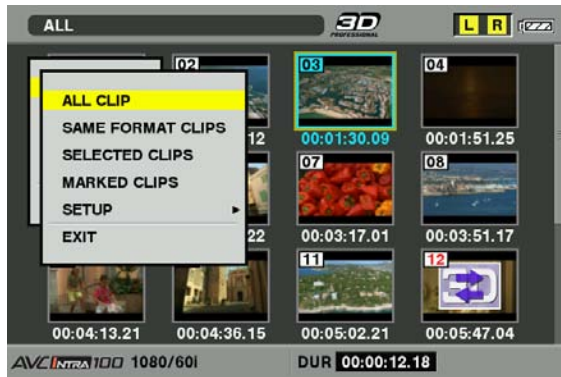 ALL
3D
PROFESSIONAL
L R
02
03
04
ALL CLIP
SAME FORMAT CLIPS
SELECTED CLIPS
MARKED CLIPS
SETUP
EXIT
12
00:01:30.09
00:01:51.25
07
08
22
00:03:17.01
00:03:51.17
11
12
3D
00:04:13.21
00:04:36.15
00:05:02.21
00:05:47.04
AVC INTRA 100 1080/60i
DUR 00:00:12.18